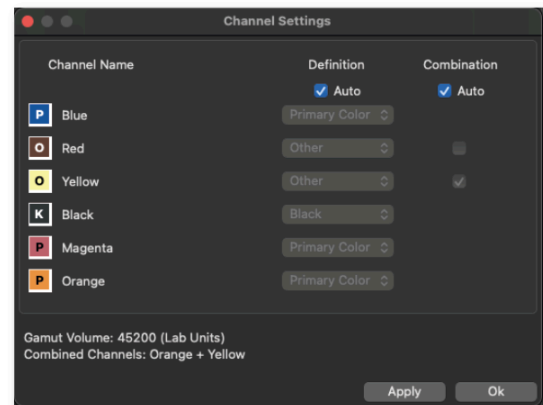 Channel Settings
Channel Name Definition Combination
Auto Auto
P Blue Primary Color
O Red Other
O Yellow Other
K Black Black
P Magenta Primary Color
P Orange Primary Color
Gamut Volume: 45200 (Lab Units)
Combined Channels: Orange + Yellow
Apply Ok